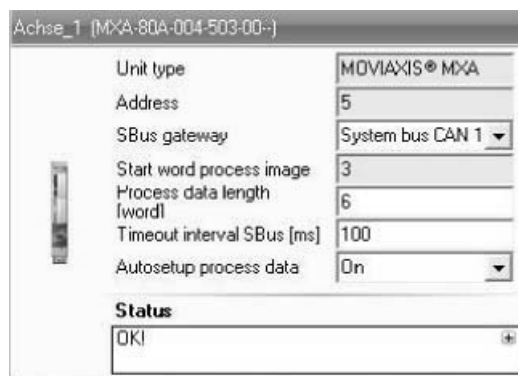 Achse_1 (MXA-80A-004-503-00--)
Unit type MOVIAXIS® MXA
Address 5
SBus gateway System bus CAN 1
Start word process image 3
Process data length
[word] 6
Timeout interval SBus [ms] 100
Autosetup process data On
Status
OK!